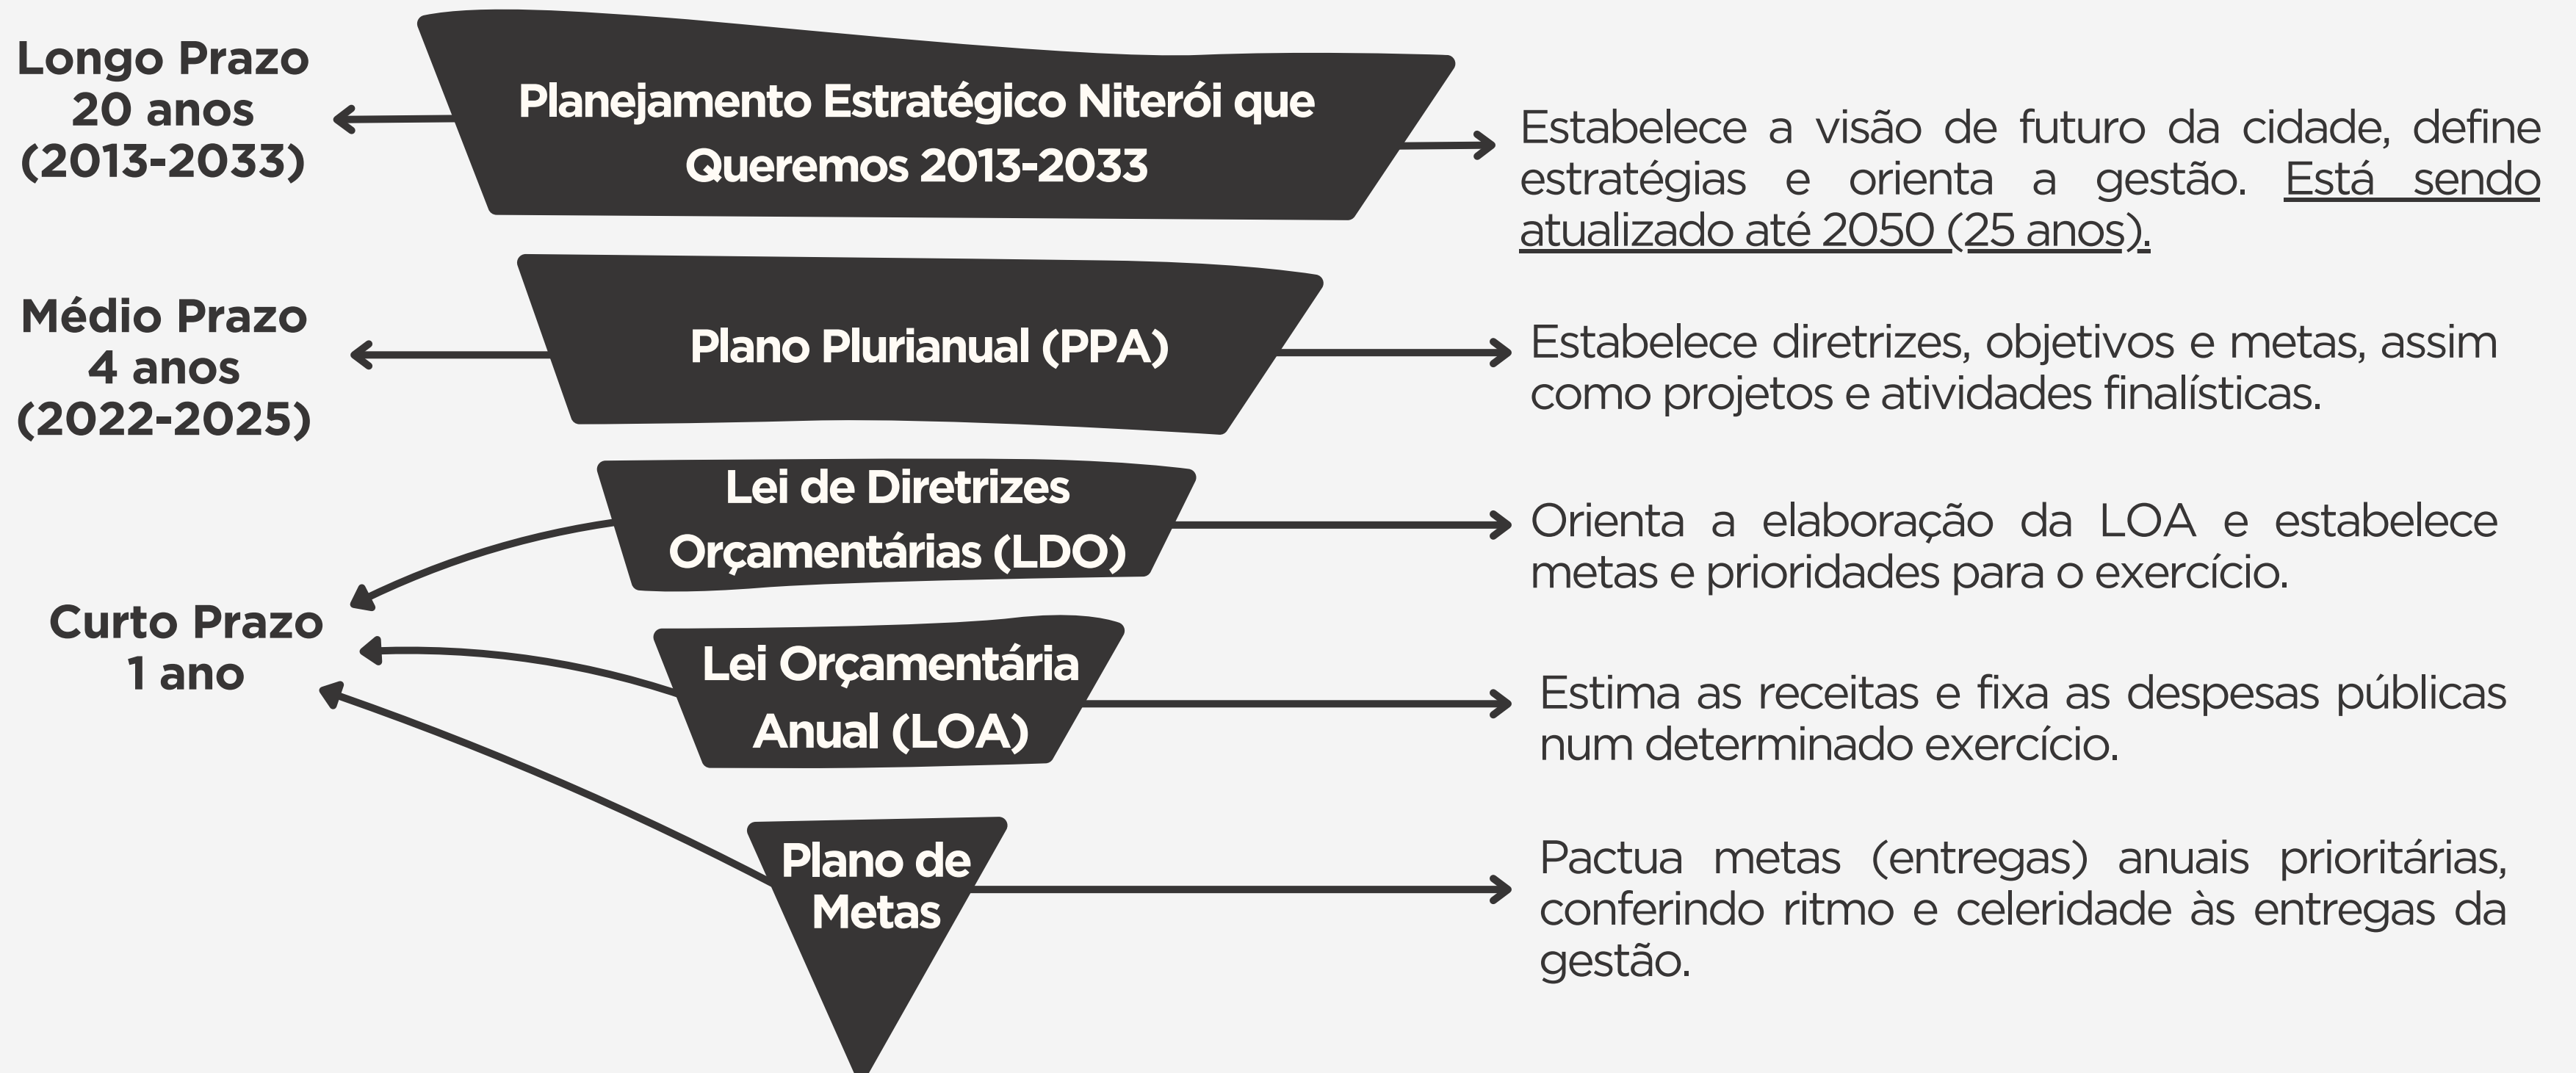 Longo Prazo
20 anos
(2013-2033)
Planejamento Estratégico Niterói que
Queremos 2013-2033
Estabelece a visão de futuro da cidade, define
estratégias e orienta a gestão. Está sendo
atualizado até 2050 (25 anos).
Médio Prazo
4 anos
(2022-2025)
Plano Plurianual (PPA)
Estabelece diretrizes, objetivos e metas, assim
como projetos e atividades finalísticas.
Lei de Diretrizes
Orçamentárias (LDO)
Orienta a elaboração da LOA e estabelece
metas e prioridades para o exercício.
Curto Prazo
1 ano
Lei Orçamentária
Anual (LOA)
Estima as receitas e fixa as despesas públicas
num determinado exercício.
Plano de
Metas
Pactua metas (entregas) anuais prioritárias,
conferindo ritmo e celeridade às entregas da
gestão.